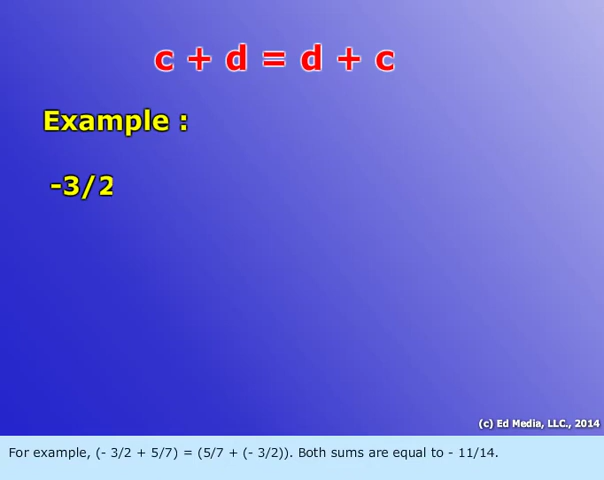 c + d = d + c
Example :
-3/2
(c) Ed Media, LLC., 2014
For example, (- 3/2 + 5/7) = (5/7 + (- 3/2)). Both sums are equal to - 11/14.